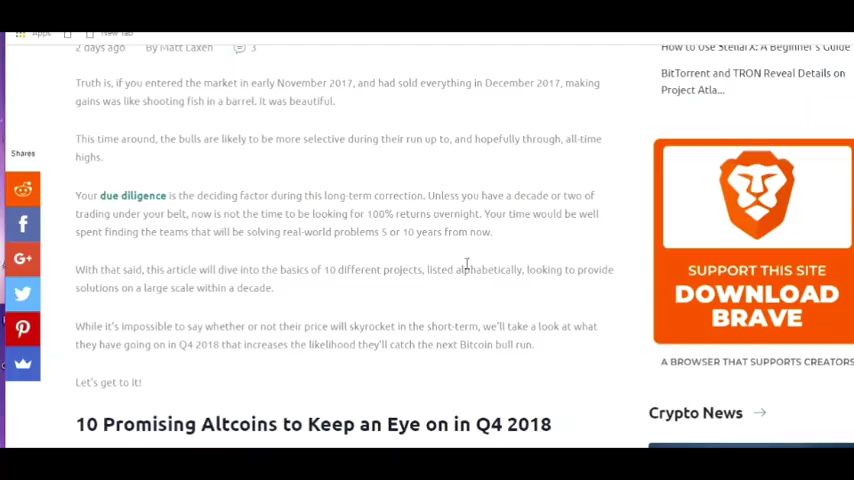 Apps
New Tab
2 days ago By Matt Laxen 3
How to Use StellarX: A Beginner's Guide
BitTorrent and TRON Reveal Details on
Project Atla...
Truth is, if you entered the market in early November 2017, and had sold everything in December 2017, making
gains was like shooting fish in a barrel. It was beautiful.
This time around, the bulls are likely to be more selective during their run up to, and hopefully through, all-time
highs.
Shares
Your due diligence is the deciding factor during this long-term correction. Unless you have a decade or two of
trading under your belt, now is not the time to be looking for 100% returns overnight. Your time would be well
spent finding the teams that will be solving real-world problems 5 or 10 years from now.
With that said, this article will dive into the basics of 10 different projects, listed alphabetically, looking to provide
solutions on a large scale within a decade.
While it's impossible to say whether or not their price will skyrocket in the short-term, we'll take a look at what
they have going on in Q4 2018 that increases the likelihood they'll catch the next Bitcoin bull run.
Let's get to it!
10 Promising Altcoins to Keep an Eye on in Q4 2018
SUPPORT THIS SITE
DOWNLOAD
BRAVE
A BROWSER THAT SUPPORTS CREATORS
Crypto News